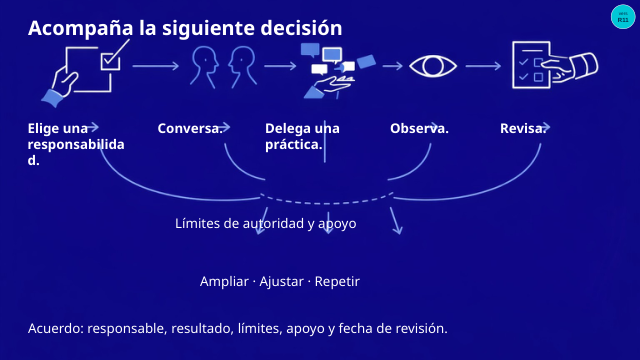 Acompaña la siguiente decisión
R11
Elige una
responsabilida
d.
Conversa.
Delega una
práctica.
Observa.
Revisa.
Límites de autoridad y apoyo
Ampliar · Ajustar · Repetir
Acuerdo: responsable, resultado, límites, apoyo y fecha de revisión.